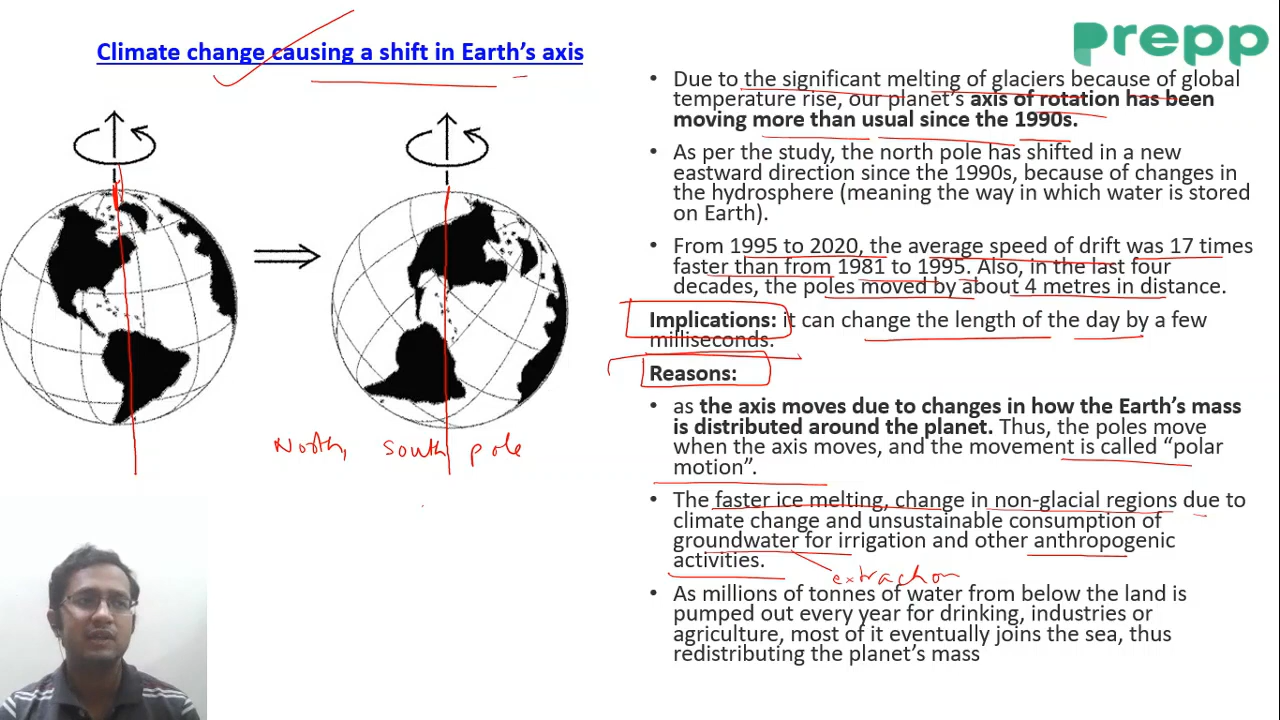 Climate change causing a shift in Earth's axis
prepp
• Due to the significant melting of glaciers because of global
temperature rise, our planet's axis of rotation has been
moving more than usual since the 1990s.
• As per the study, the north pole has shifted in a new
eastward direction since the 1990s, because of changes in
the hydrosphere (meaning the way in which water is stored
on Earth).
• From 1995 to 2020, the average speed of drift was 17 times
faster than from 1981 to 1995. Also, in the last four
decades, the poles moved by about 4 metres in distance.
Implications: it can change the length of the day by a few
milliseconds.
Reasons:
• as the axis moves due to changes in how the Earth's mass
is distributed around the planet. Thus, the poles move
when the axis moves, and the movement is called “polar
motion”.
• The faster ice melting, change in non-glacial regions due to
climate change and unsustainable consumption of
groundwater for irrigation and other anthropogenic
activities.
extraction
• As millions of tonnes of water from below the land is
pumped out every year for drinking, industries or
agriculture, most of it eventually joins the sea, thus
redistributing the planet's mass
North, south pole